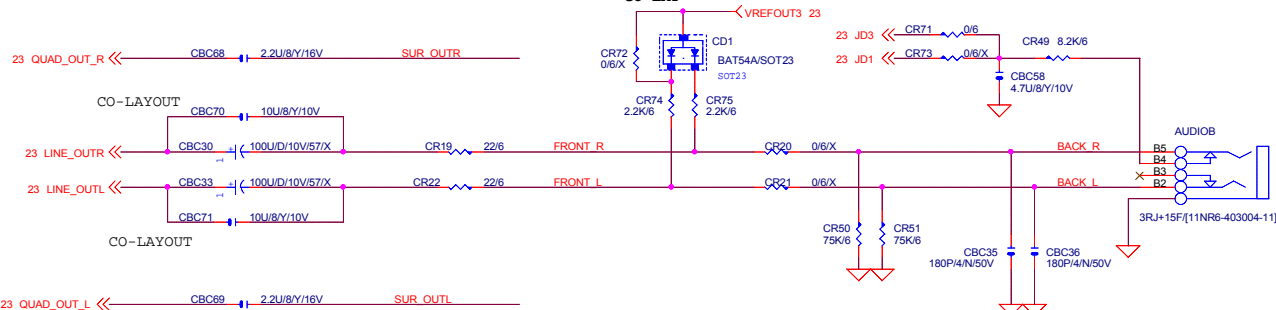 VREFOUT3 23
23 JD3
CR71
0/6
CR72
0/6/X
CD1
BAT54A/SOT23
SOT23
23 JD1
CR73
0/6/X
CR49 8.2K/6
23 QUAD_OUT_R
CBC68
2.2U/8/Y/16V
SUR_OUTR
CBC58
4.7U/8/Y/10V
CR74
2.2K/6
CR75
2.2K/6
CO-LAYOUT
CBC70
10U/8/Y/10V
AUDIOB
23 LINE_OUTR
CBC30
1
+
100U/D/10V/57/X
CR19
22/6
FRONT_R
CR20
0/6/X
BACK_R
B5
B4
B3
B2
23 LINE_OUTL
CBC33
1
+
100U/D/10V/57/X
CR22
22/6
FRONT_L
CR21
0/6/X
BACK_L
CBC71
10U/8/Y/10V
3RJ+15F/[11NR6-403004-11]
CO-LAYOUT
CR50
75K/6
CR51
75K/6
CBC35
180P/4/N/50V
CBC36
180P/4/N/50V
23 QUAD_OUT_L
CBC69
2.2U/8/Y/16V
SUR_OUTL